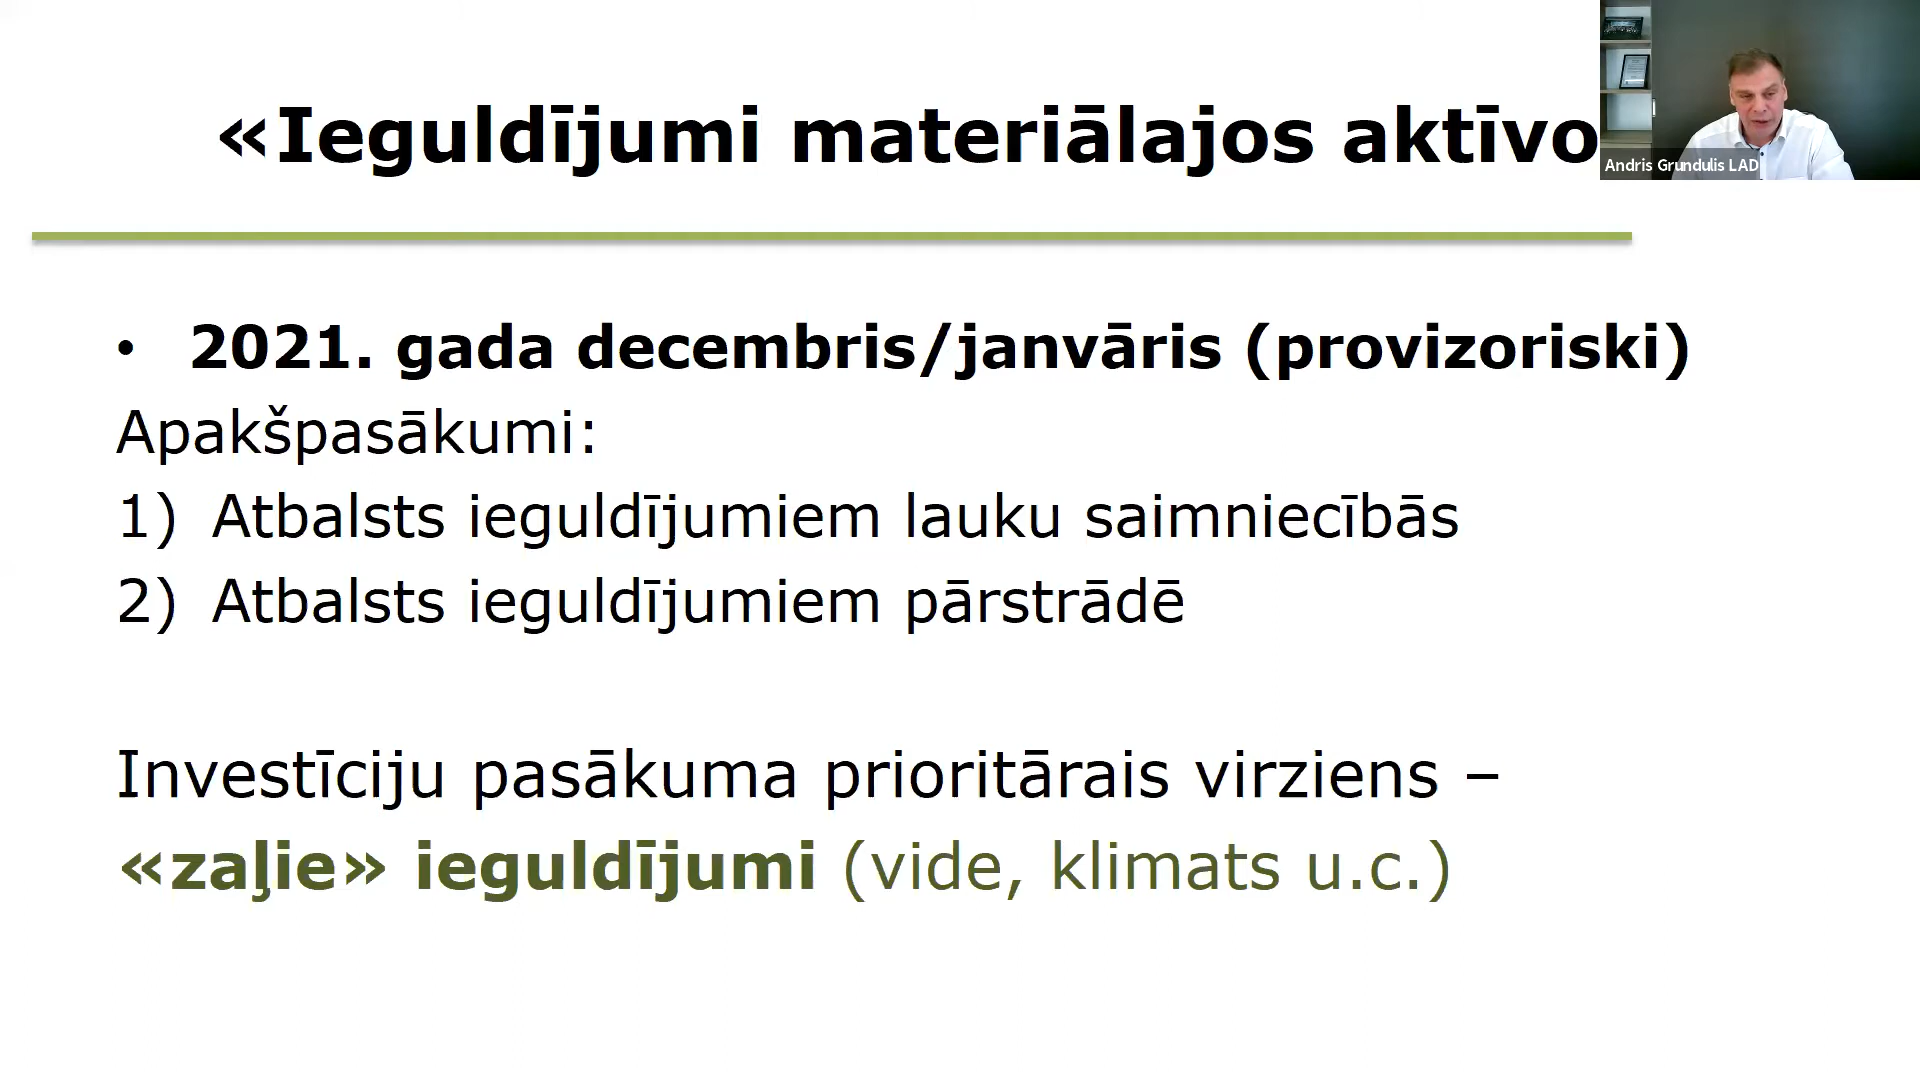 «Ieguldījumi materiālajos aktīvo
Andris Grundulis LAD
• 2021. gada decembris/janvāris (provizoriski)
Apakšpasākumi:
1) Atbalsts ieguldījumiem lauku saimniecībās
2) Atbalsts ieguldījumiem pārstrādē
Investīciju pasākuma prioritārais virziens –
«zaļie» ieguldījumi (vide, klimats u.c.)